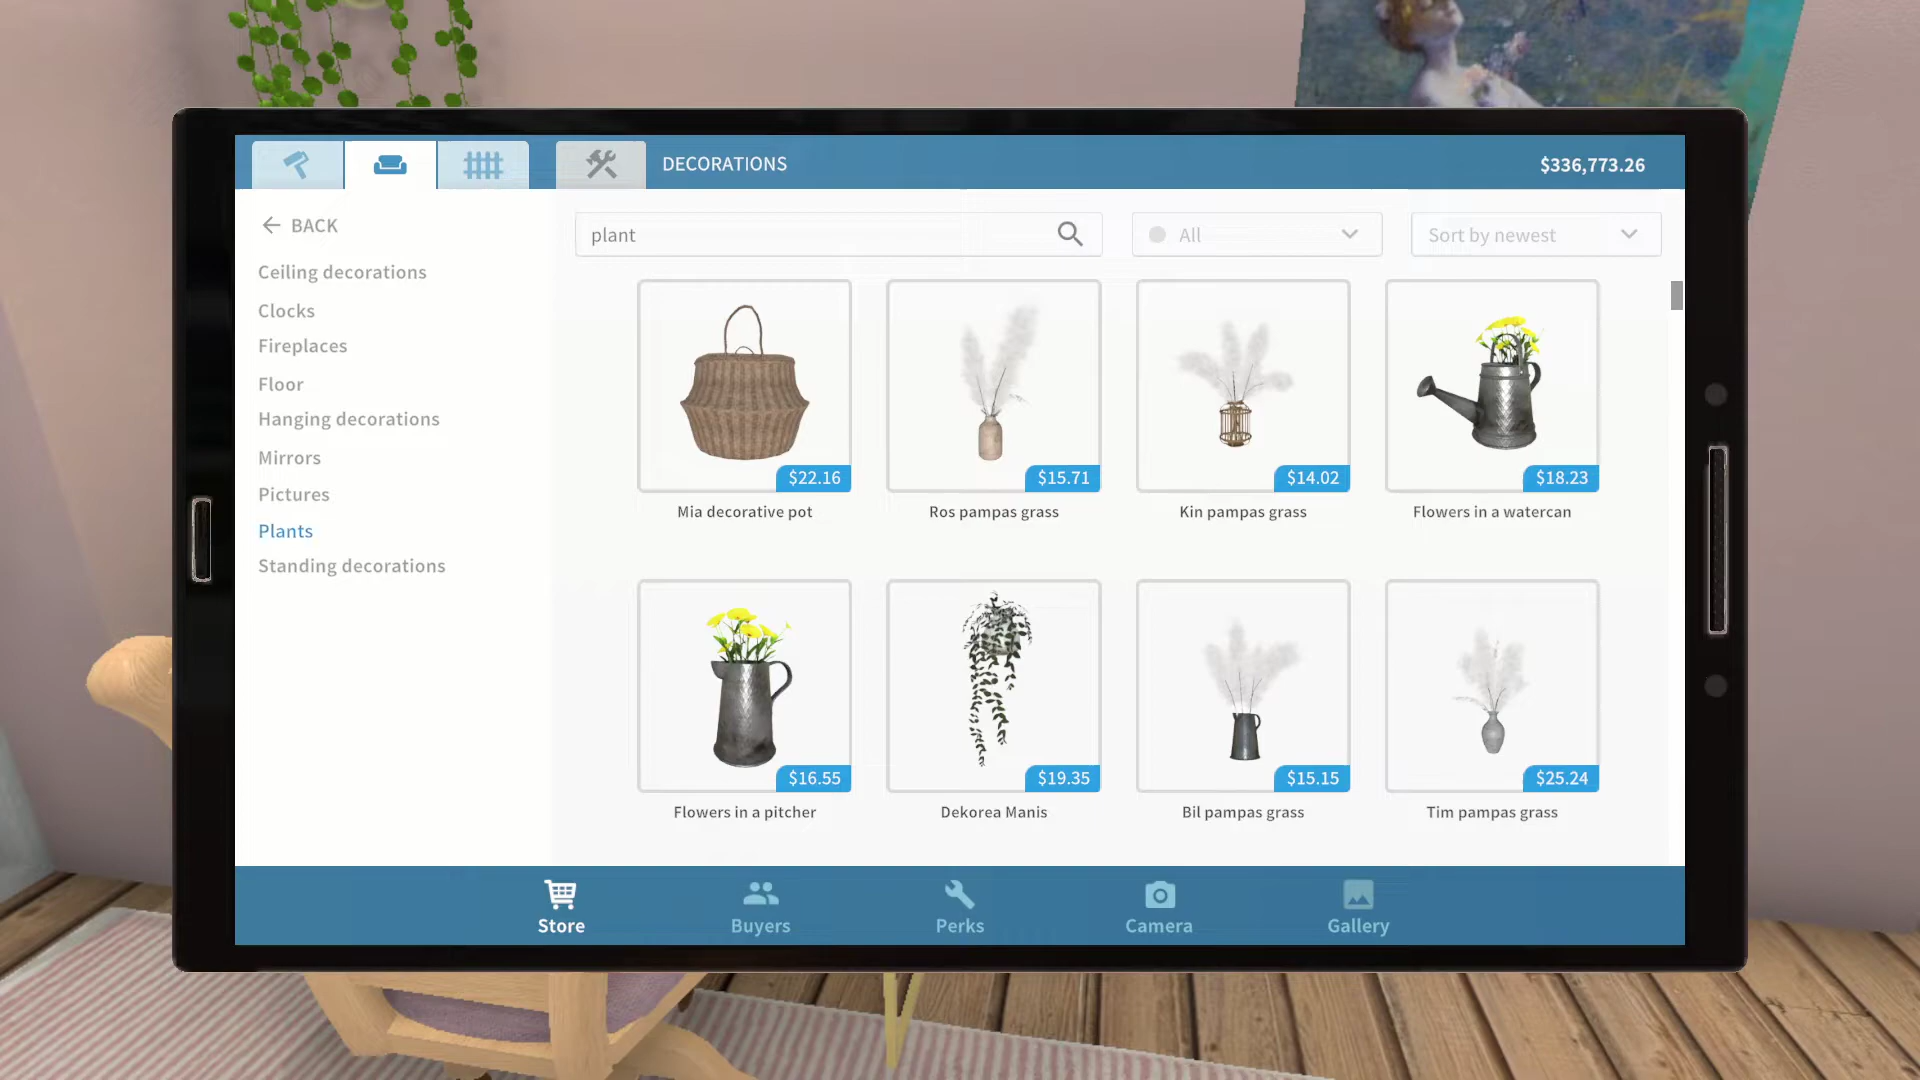 DECORATIONS
$336,773.26
BACK
plant
All
Sort by newest
Ceiling decorations
Clocks
Fireplaces
Floor
Hanging decorations
Mirrors
Pictures
Plants
Standing decorations
$22.16
$15.71
$14.02
$18.23
Mia decorative pot
Ros pampas grass
Kin pampas grass
Flowers in a watercan
$16.55
$19.35
$15.15
$25.24
Flowers in a pitcher
Dekorea Manis
Bil pampas grass
Tim pampas grass
Store
Buyers
Perks
Camera
Gallery